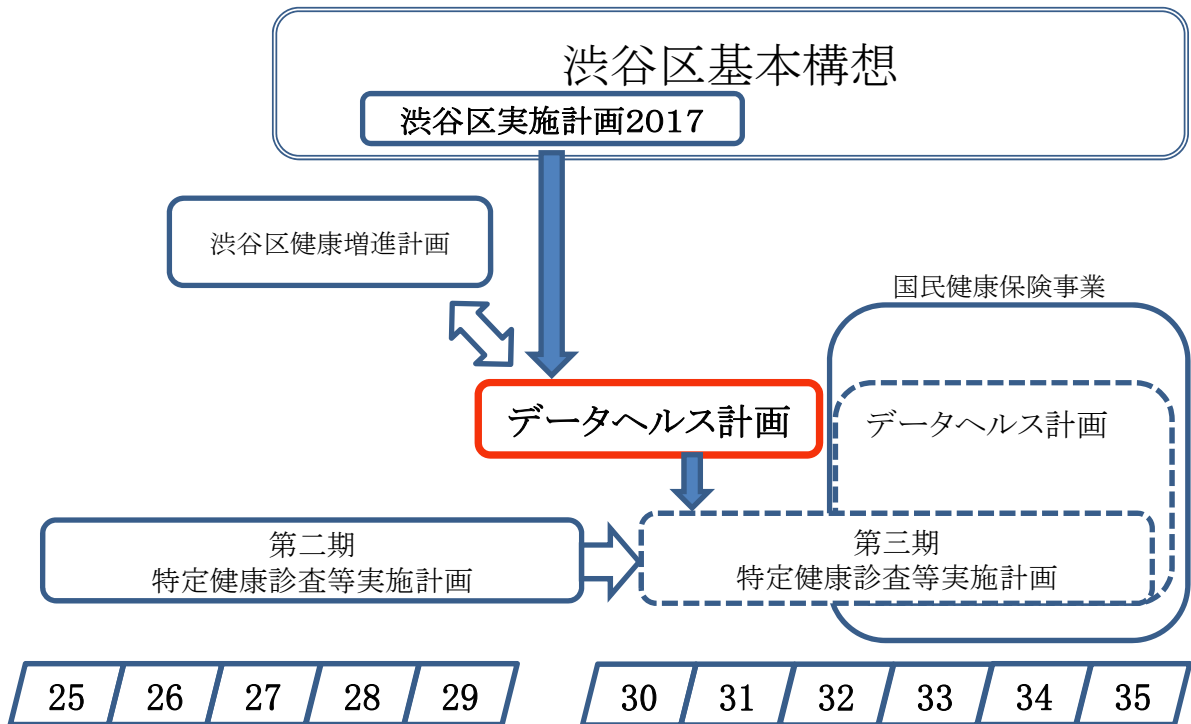 渋谷区基本構想
渋谷区実施計画2017
渋谷区健康増進計画
国民健康保険事業
データヘルス計画
データヘルス計画
第二期
特定健康診査等実施計画
第三期
特定健康診査等実施計画
25 26 27 28 29 30 31 32 33 34 35